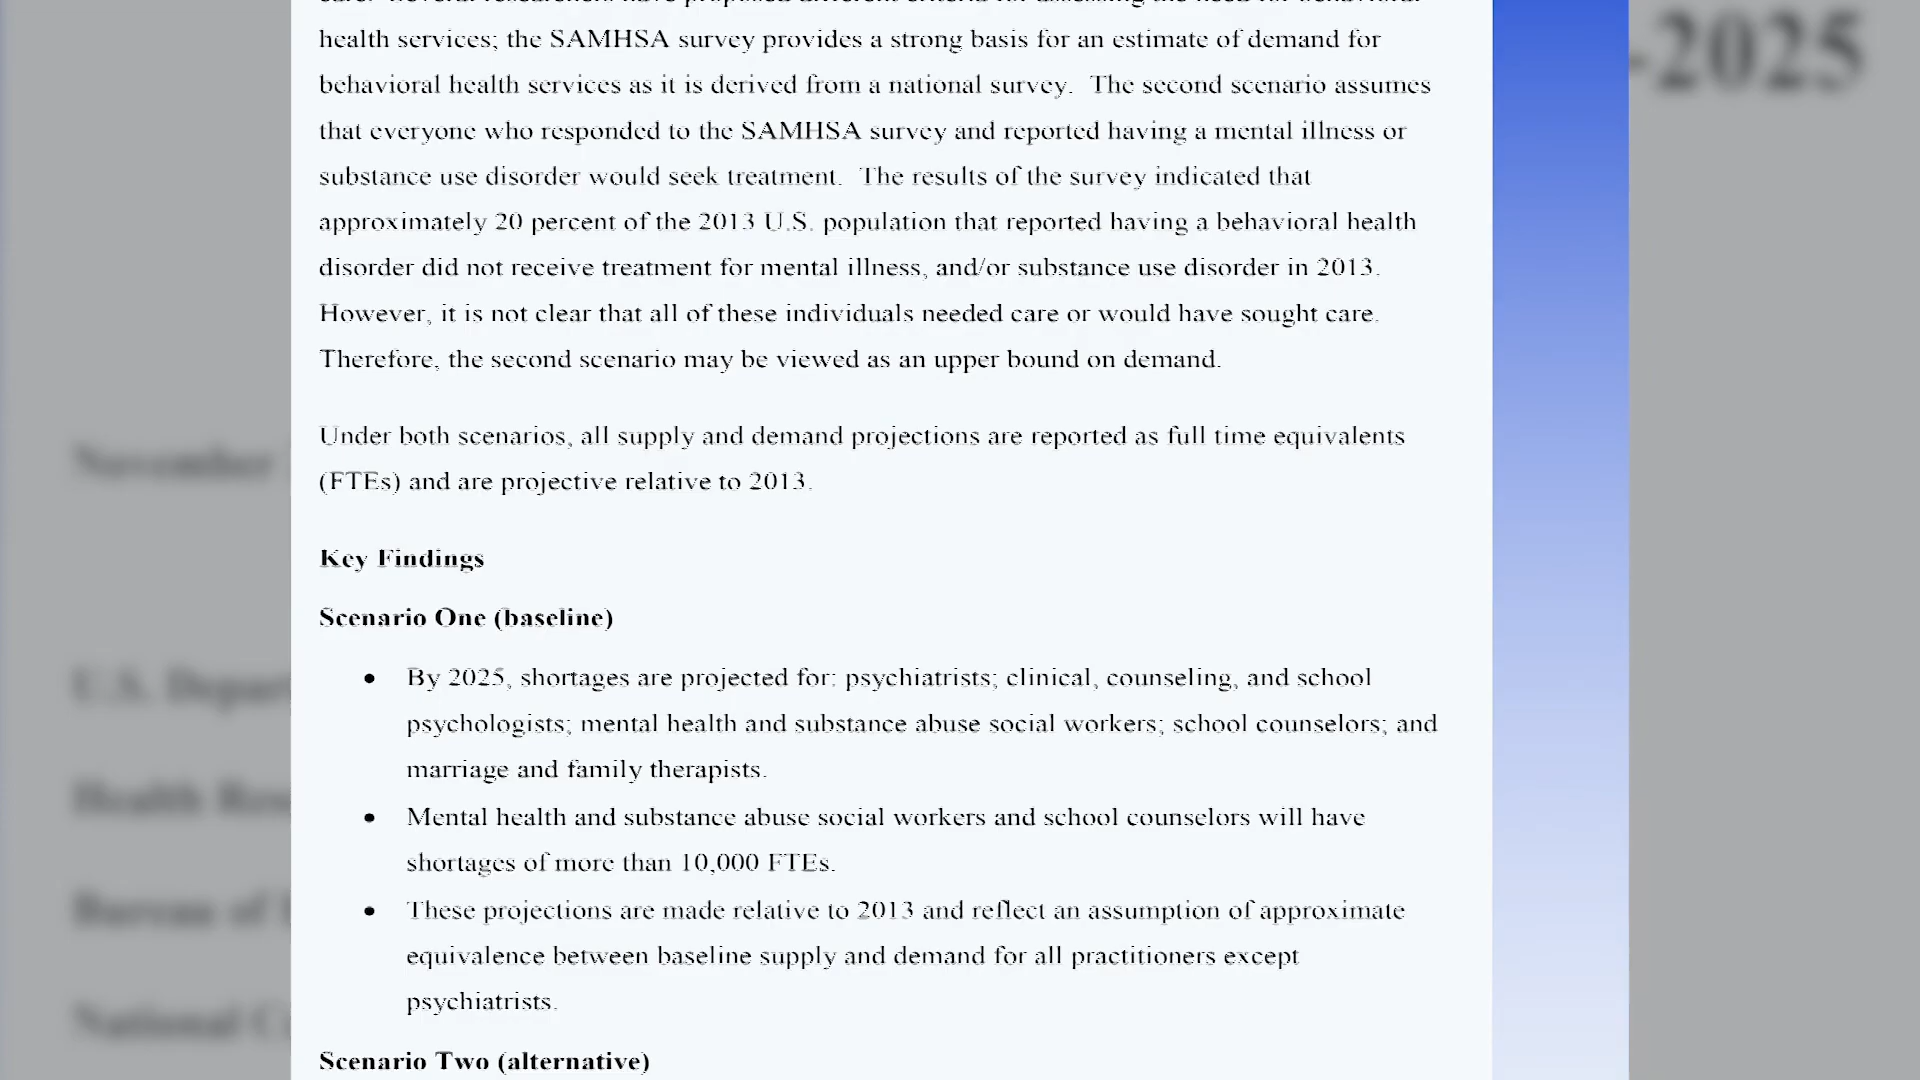 health services; the SAMHSA survey provides a strong basis for an estimate of demand for
behavioral health services as it is derived from a national survey.  The second scenario assumes
that everyone who responded to the SAMHSA survey and reported having a mental illness or
substance use disorder would seek treatment.  The results of the survey indicated that
approximately 20 percent of the 2013 U.S. population that reported having a behavioral health
disorder did not receive treatment for mental illness, and/or substance use disorder in 2013.
However, it is not clear that all of these individuals needed care or would have sought care.
Therefore, the second scenario may be viewed as an upper bound on demand.
Under both scenarios, all supply and demand projections are reported as full time equivalents
(FTEs) and are projective relative to 2013.
Key Findings
Scenario One (baseline)
• By 2025, shortages are projected for: psychiatrists; clinical, counseling, and school
psychologists; mental health and substance abuse social workers; school counselors; and
marriage and family therapists.
• Mental health and substance abuse social workers and school counselors will have
shortages of more than 10,000 FTEs.
• These projections are made relative to 2013 and reflect an assumption of approximate
equivalence between baseline supply and demand for all practitioners except
psychiatrists.
Scenario Two (alternative)
-2025
November
U.S.
Health
Bureau of
National